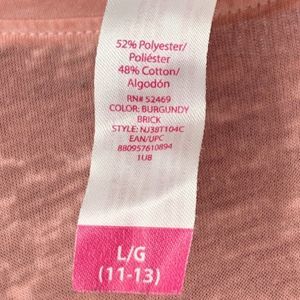 52% Polyester/
Poliéster
48% Cotton/
Algodón
RN# 52469
COLOR: BURGUNDY
BRICK
STYLE: NJ38T104C
EAN/UPC
880957610894
1UB
L/G
(11-13)